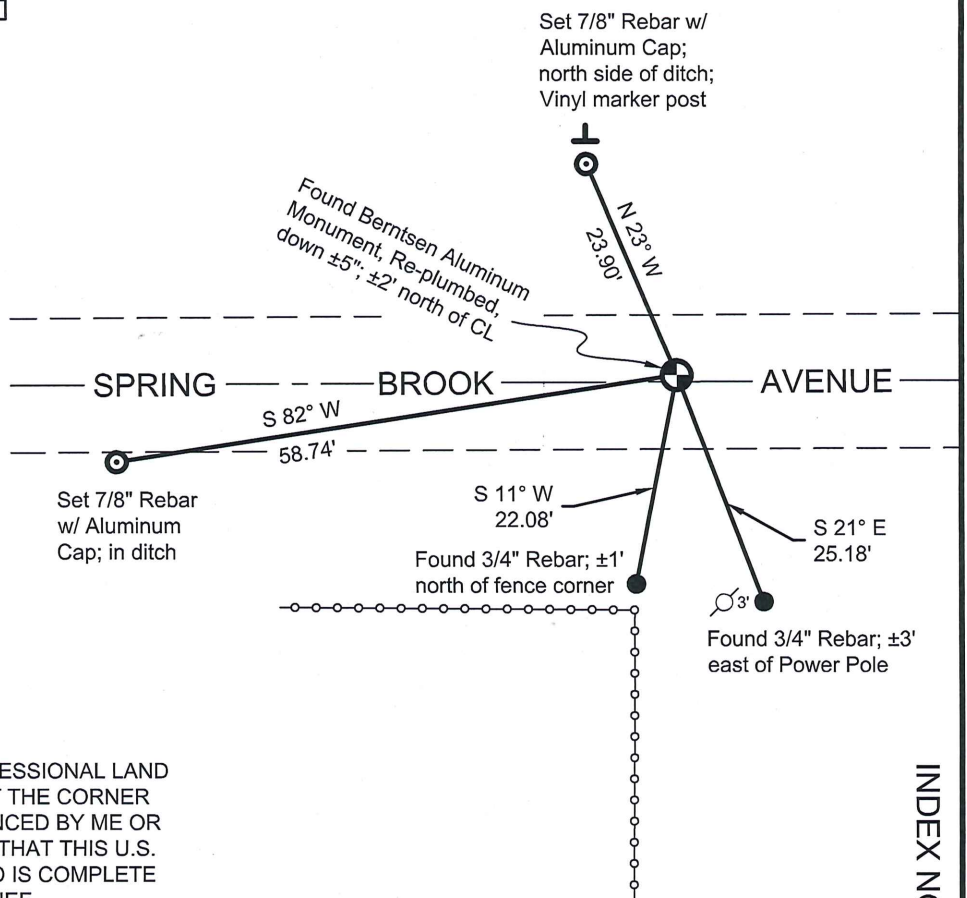 Set 7/8" Rebar w/
Aluminum Cap;
north side of ditch;
Vinyl marker post
N 23° W
23.90'
Found Berntsen Aluminum
Monument, Re-plumbed,
down ±5"; ±2' north of CL
SPRING BROOK AVENUE
S 82° W
58.74'
Set 7/8" Rebar
w/ Aluminum
Cap; in ditch
S 11° W
22.08'
S 21° E
25.18'
Found 3/4" Rebar; ±1'
north of fence corner
3'
Found 3/4" Rebar; ±3'
east of Power Pole
ESSIONAL LAND
THE CORNER
NCED BY ME OR
THAT THIS U.S.
IS COMPLETE
INDEX